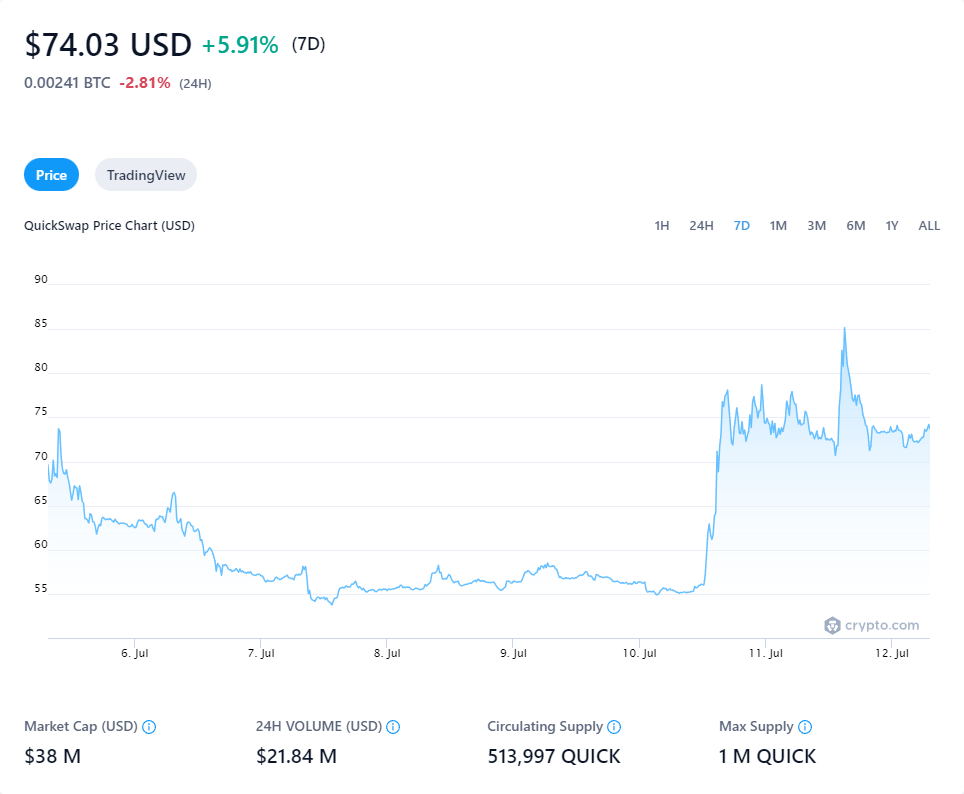 $74.03 USD +5.91% (7D)
0.00241 BTC -2.81% (24H)
Price TradingView
QuickSwap Price Chart (USD) 1H 24H 7D 1M 3M 6M 1Y ALL
90
85
80
75
70
65
60
55
crypto.com
6. Jul 7. Jul 8. Jul 9. Jul 10. Jul 11. Jul 12. Jul
Market Cap (USD) 24H VOLUME (USD) Circulating Supply Max Supply
$38 M $21.84 M 513,997 QUICK 1 M QUICK